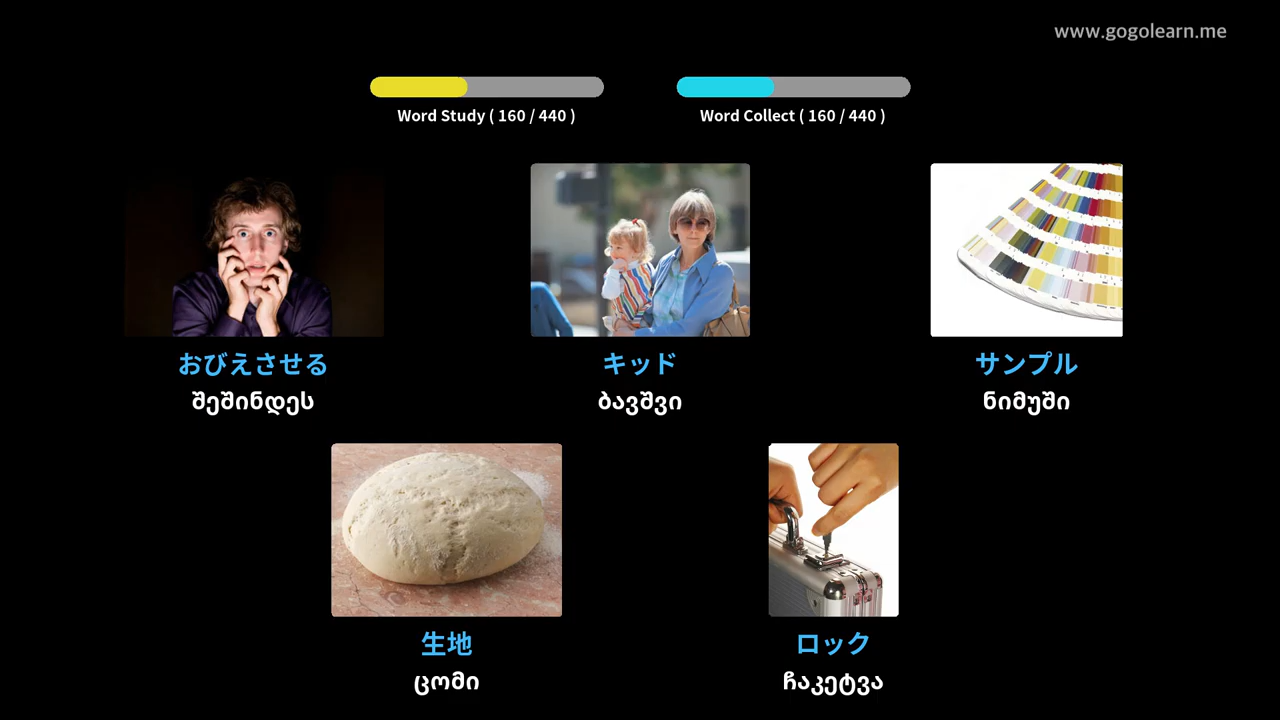 www.gogolearn.me
Word Study ( 160 / 440 )
Word Collect ( 160 / 440 )
おびえさせる
შეშინდეს
キッド
ბავშვი
サンプル
ნიმუში
生地
ცომი
ロック
ჩაკეტვა